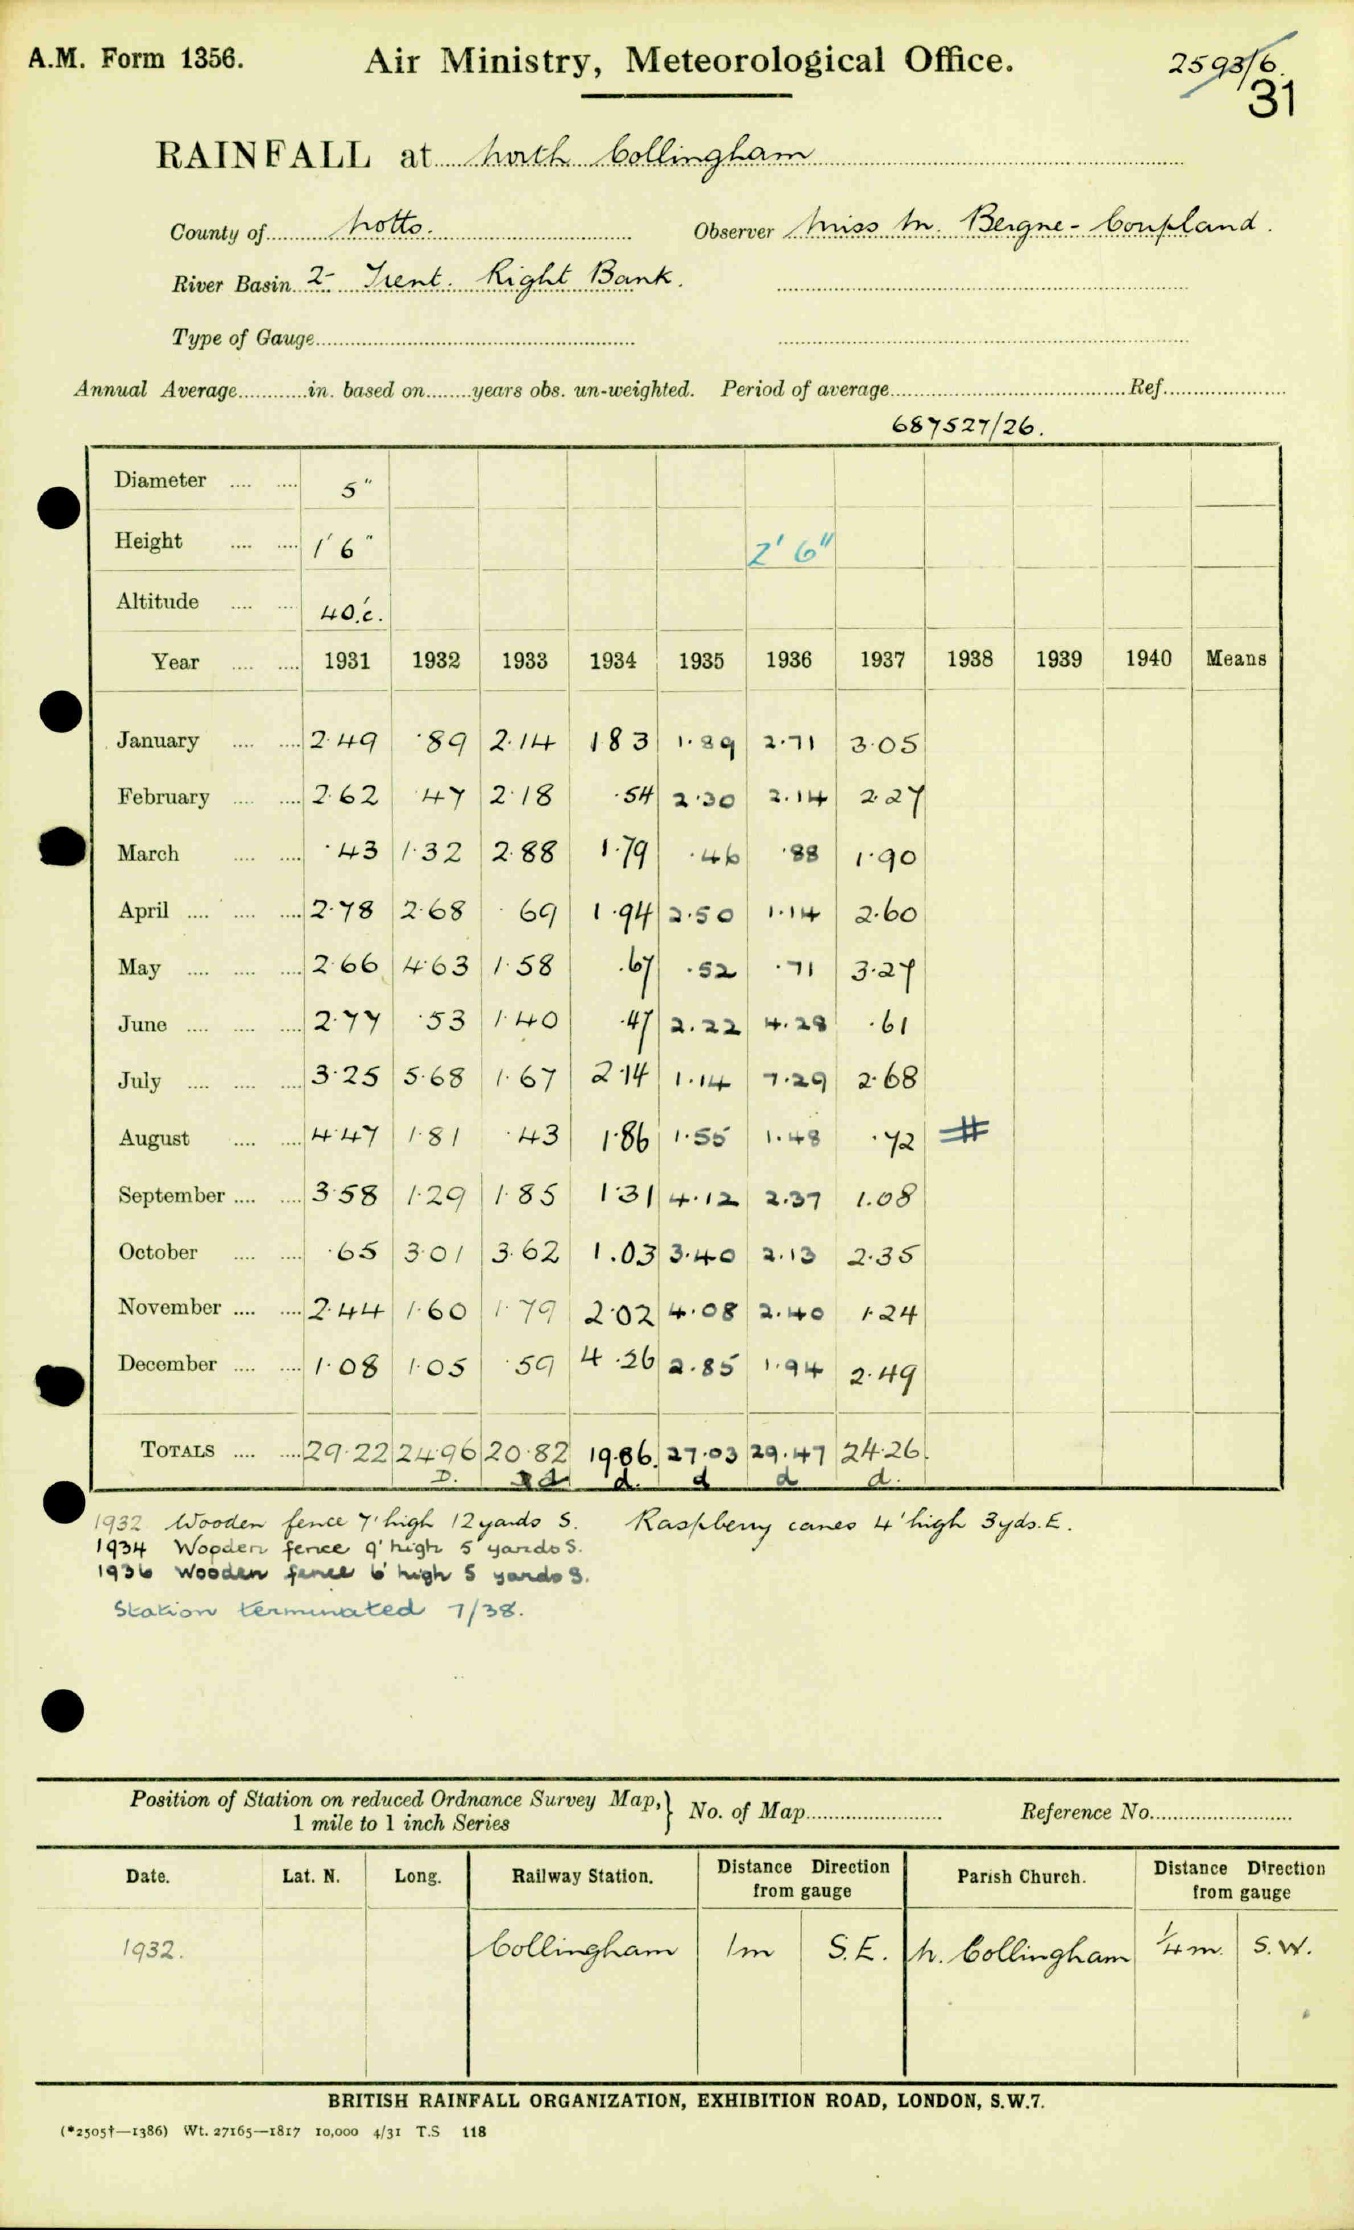 A.M. Form 1356. Air Ministry, Meteorological Office. 2593/6
31
RAINFALL at North Collingham
County of Notts. Observer Miss M. Bergne-Coupland.
River Basin 2- Trent. Right Bank.
Type of Gauge
Annual Average in. based on years obs. un-weighted. Period of average Ref.
687527/26.
Diameter 5"
Height 1' 6" 2' 6"
Altitude 40'c.
Year 1931 1932 1933 1934 1935 1936 1937 1938 1939 1940 Means
January 2.49 .89 2.14 1 83 1.89 2.71 3.05
February 2.62 .47 2.18 .54 2.30 2.14 2.27
March .43 1.32 2.88 1.79 .46 .88 1.90
April 2.78 2.68 .69 1.94 2.50 1.14 2.60
May 2.66 4.63 1.58 .67 .52 .71 3.27
June 2.77 .53 1.40 .47 2.22 4.28 .61
July 3.25 5.68 1.67 2.14 1.14 7.29 2.68
August 4.47 1.81 .43 1.86 1.55 1.48 .72 #
September 3.58 1.29 1.85 1.31 4.12 2.37 1.08
October .65 3.01 3.62 1.03 3.40 2.13 2.35
November 2.44 1.60 1.79 2.02 4.08 2.40 1.24
December 1.08 1.05 .59 4.26 2.85 1.94 2.49
TOTALS 29.22 24.96 20.82 19.86. 27.03 29.47 24.26.
D. d d. d d d.
1932 Wooden fence 7' high 12 yards S. Raspberry canes 4' high 3 yds. E.
1934 Wooden fence 9' high 5 yards S.
1936 Wooden fence 6' high 5 yards S.
Station terminated 7/38.
Position of Station on reduced Ordnance Survey Map, } No. of Map Reference No.
1 mile to 1 inch Series
Date. Lat. N. Long. Railway Station. Distance Direction from gauge Parish Church. Distance Direction from gauge
1932. Collingham 1m S.E. N. Collingham 1/4 m. S.W.
BRITISH RAINFALL ORGANIZATION, EXHIBITION ROAD, LONDON, S.W.7.
(*2505†—1386) Wt. 27165—1817 10,000 4/31 T.S 118